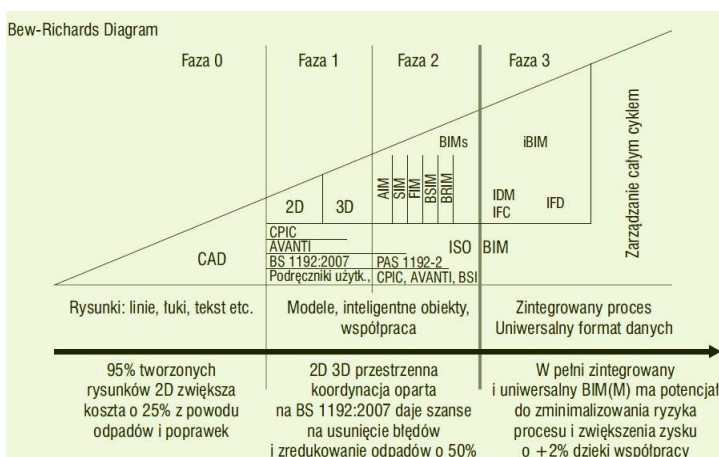 Bew-Richards Diagram
Faza 0 Faza 1 Faza 2 Faza 3
BIMs iBIM
AIM SIM FIM BSIM BRIM
2D 3D
IDM
IFC IFD
Zarządzanie całym cyklem
CAD
CPIC
AVANTI
ISO BIM
BS 1192:2007 PAS 1192-2
Podręczniki użytk., CPIC, AVANTI, BSI
Rysunki: linie, łuki, tekst etc.
Modele, inteligentne obiekty,
współpraca
Zintegrowany proces
Uniwersalny format danych
95% tworzonych
rysunków 2D zwiększa
koszta o 25% z powodu
odpadów i poprawek
2D 3D przestrzenna
koordynacja oparta
na BS 1192:2007 daje szanse
na usunięcie błędów
i zredukowanie odpadów o 50%
W pełni zintegrowany
i uniwersalny BIM(M) ma potencjał
do zminimalizowania ryzyka
procesu i zwiększenia zysku
o +2% dzięki współpracy